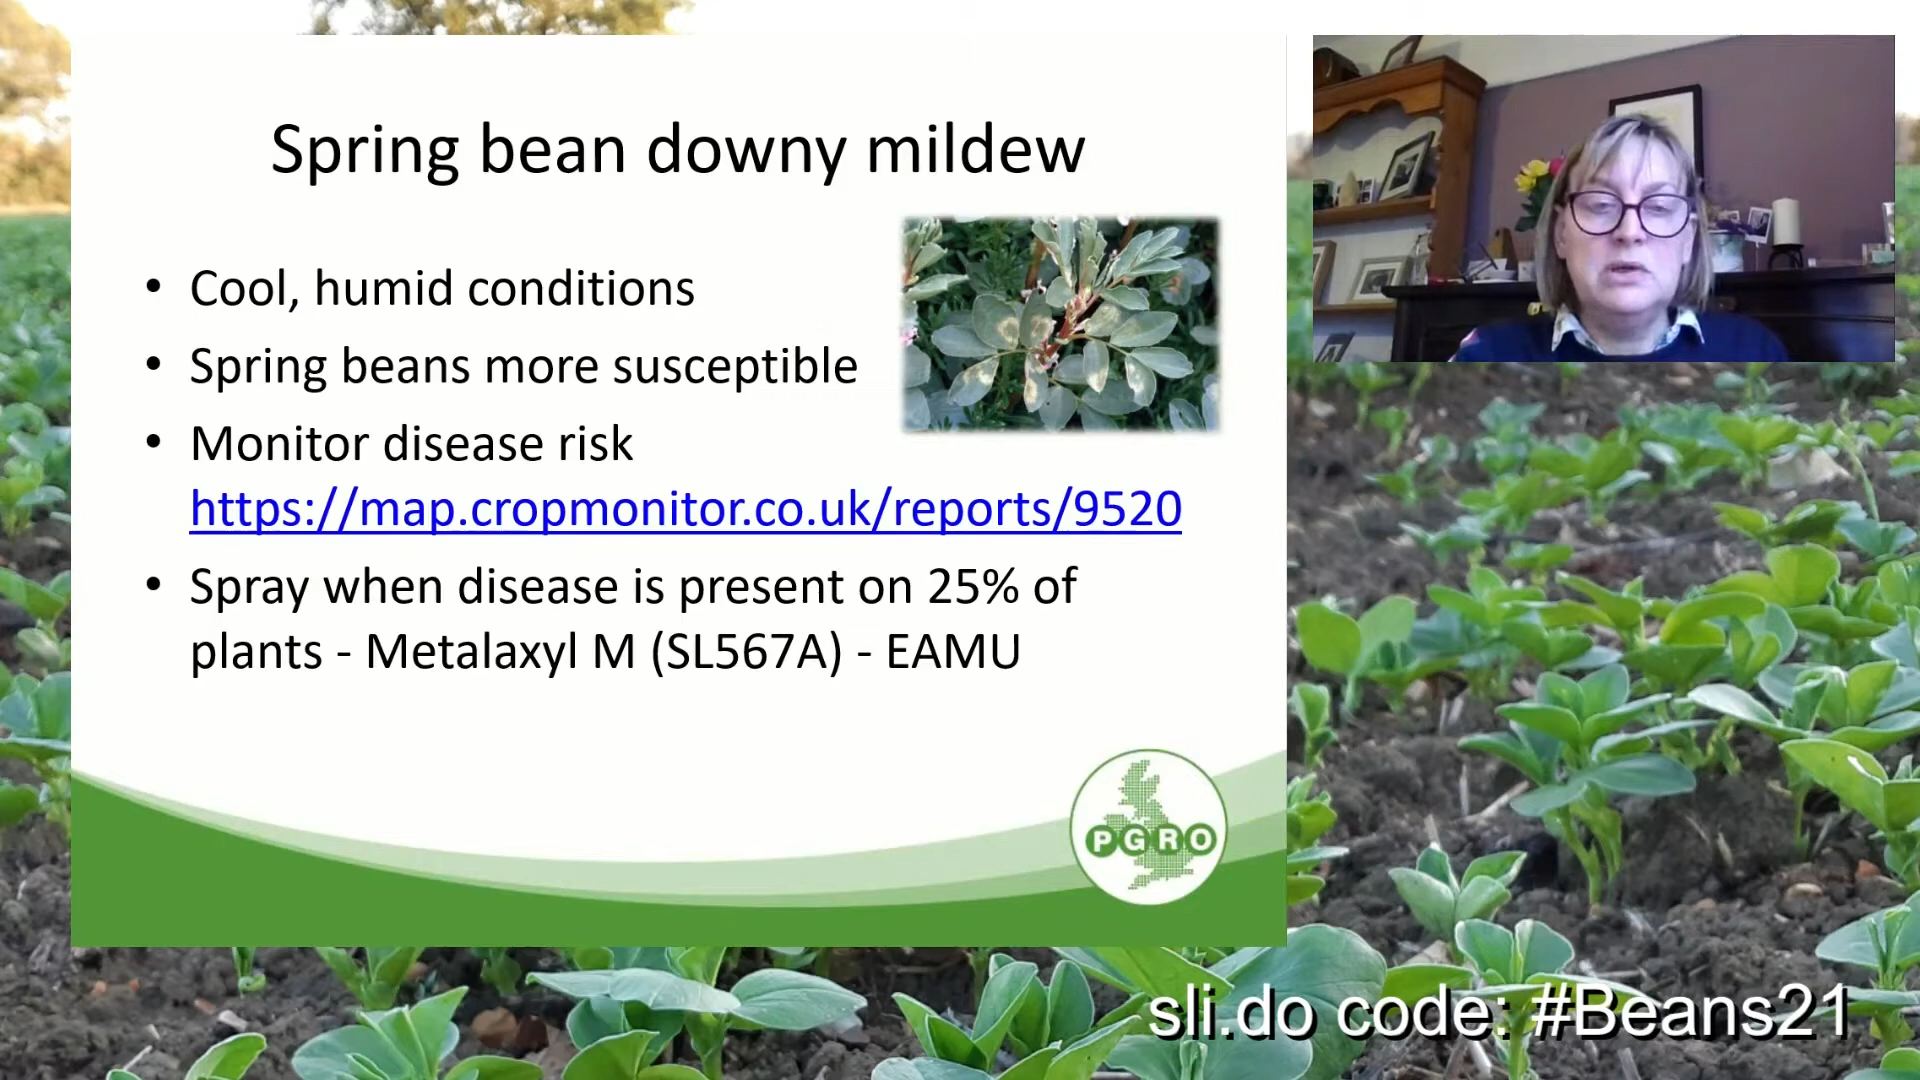 Spring bean downy mildew
• Cool, humid conditions
• Spring beans more susceptible
• Monitor disease risk
https://map.cropmonitor.co.uk/reports/9520
• Spray when disease is present on 25% of
plants - Metalaxyl M (SL567A) - EAMU
PGRO
sli.do code: #Beans21